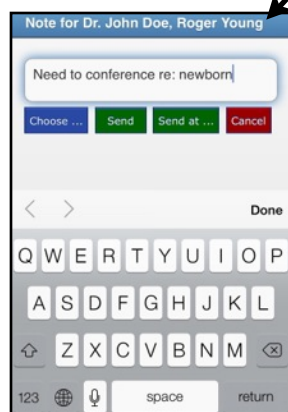 Note for Dr. John Doe, Roger Young
Need to conference re: newborn
Choose ... Send Send at ... Cancel
Done
Q W E R T Y U I O P
A S D F G H J K L
Z X C V B N M
123 space return